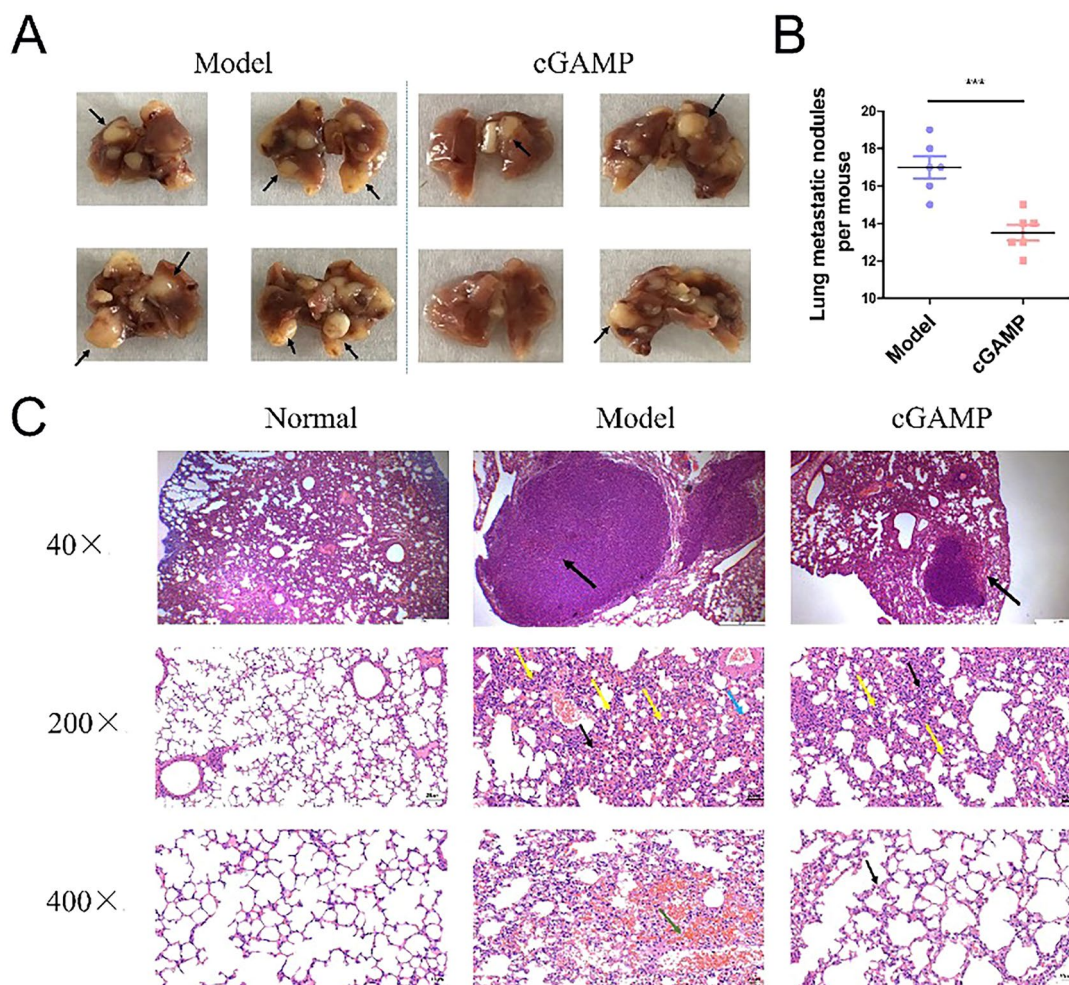 A
Model
cGAMP
B
***
Lung metastatic nodules
per mouse
20
18
16
14
12
10
Model
cGAMP
C
Normal
Model
cGAMP
40×
200×
400×